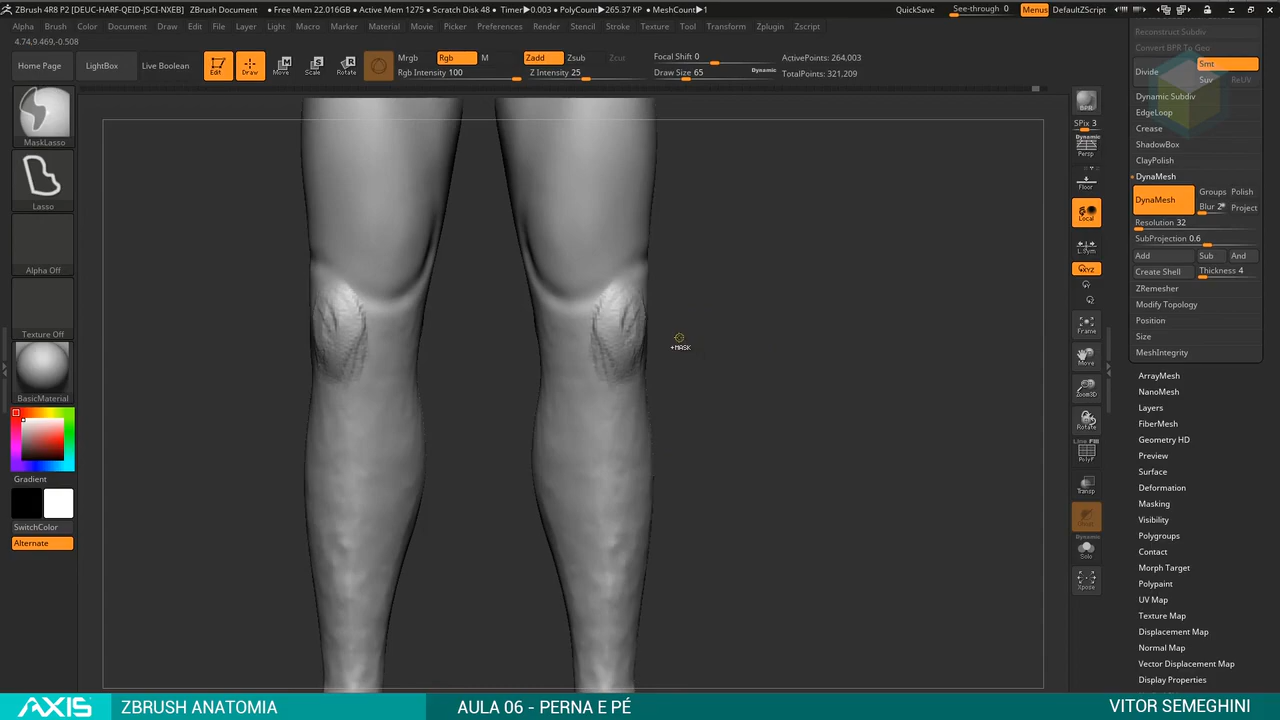 ZBrush 4R8 P2 [DEUC-HARF-QEID-JSCI-NXEB]
ZBrush Document
• Free Mem 22.016GB • Active Mem 1275 • Scratch Disk 48 • Timer▶0.003 • PolyCount▶265.37 KP • MeshCount▶1
QuickSave
See-through 0
Menus
DefaultZScript
Alpha Brush Color Document Draw Edit File Layer Light Macro Marker Material Movie Picker Preferences Render Stencil Stroke Texture Tool Transform Zplugin Zscript
4.74,9.469,-0.508
Home Page
LightBox
Live Boolean
Edit
Draw
Move
Scale
Rotate
Mrgb
Rgb
M
Rgb Intensity 100
Zadd
Zsub
Zcut
Z Intensity 25
Focal Shift 0
Draw Size 65
Dynamic
ActivePoints: 264,003
TotalPoints: 321,209
MaskLasso
Lasso
Alpha Off
Texture Off
BasicMaterial
Gradient
SwitchColor
Alternate
+MASK
BPR
SPix 3
Dynamic
Persp
Floor
Local
L.Sym
XYZ
Frame
Move
Zoom3D
Rotate
Line Fill
PolyF
Transp
Dynamic
Solo
Xpose
Reconstruct Subdiv
Convert BPR To Geo
Divide
Smt
Suv
ReUV
Dynamic Subdiv
EdgeLoop
Crease
ShadowBox
ClayPolish
DynaMesh
DynaMesh
Groups
Polish
Blur 2
Project
Resolution 32
SubProjection 0.6
Add
Sub
And
Create Shell
Thickness 4
ZRemesher
Modify Topology
Position
Size
MeshIntegrity
ArrayMesh
NanoMesh
Layers
FiberMesh
Geometry HD
Preview
Surface
Deformation
Masking
Visibility
Polygroups
Contact
Morph Target
Polypaint
UV Map
Texture Map
Displacement Map
Normal Map
Vector Displacement Map
Display Properties
AXIS
ZBRUSH ANATOMIA
AULA 06 - PERNA E PÉ
VITOR SEMEGHINI